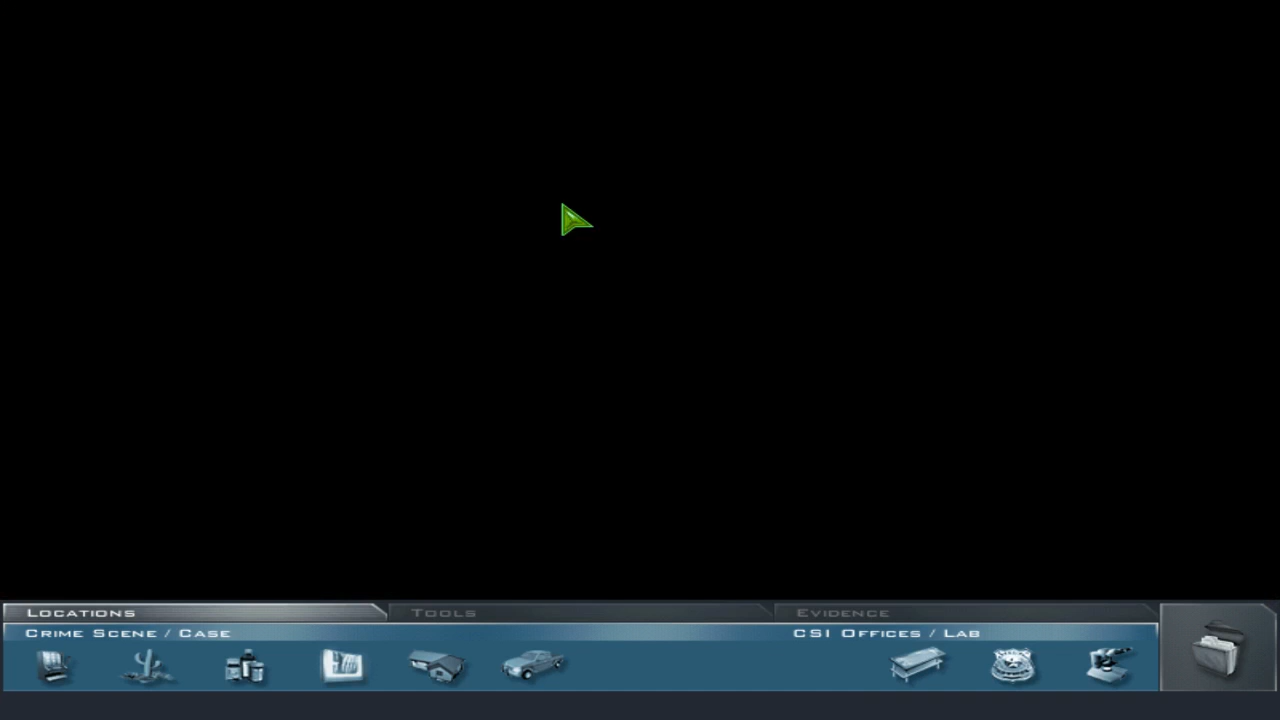 Locations
Tools
Evidence
Crime Scene / Case
CSI Offices / Lab